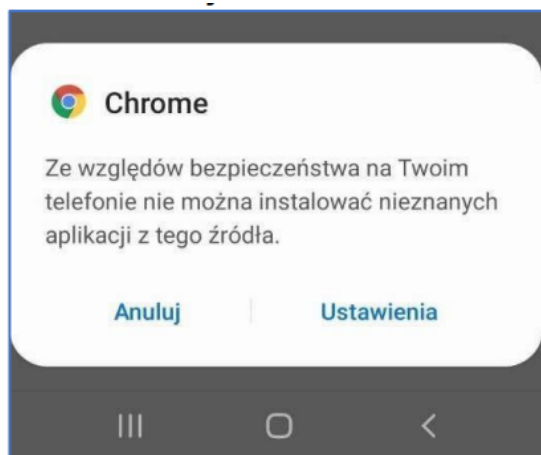 Chrome
Ze względów bezpieczeństwa na Twoim
telefonie nie można instalować nieznanych
aplikacji z tego źródła.
Anuluj
Ustawienia